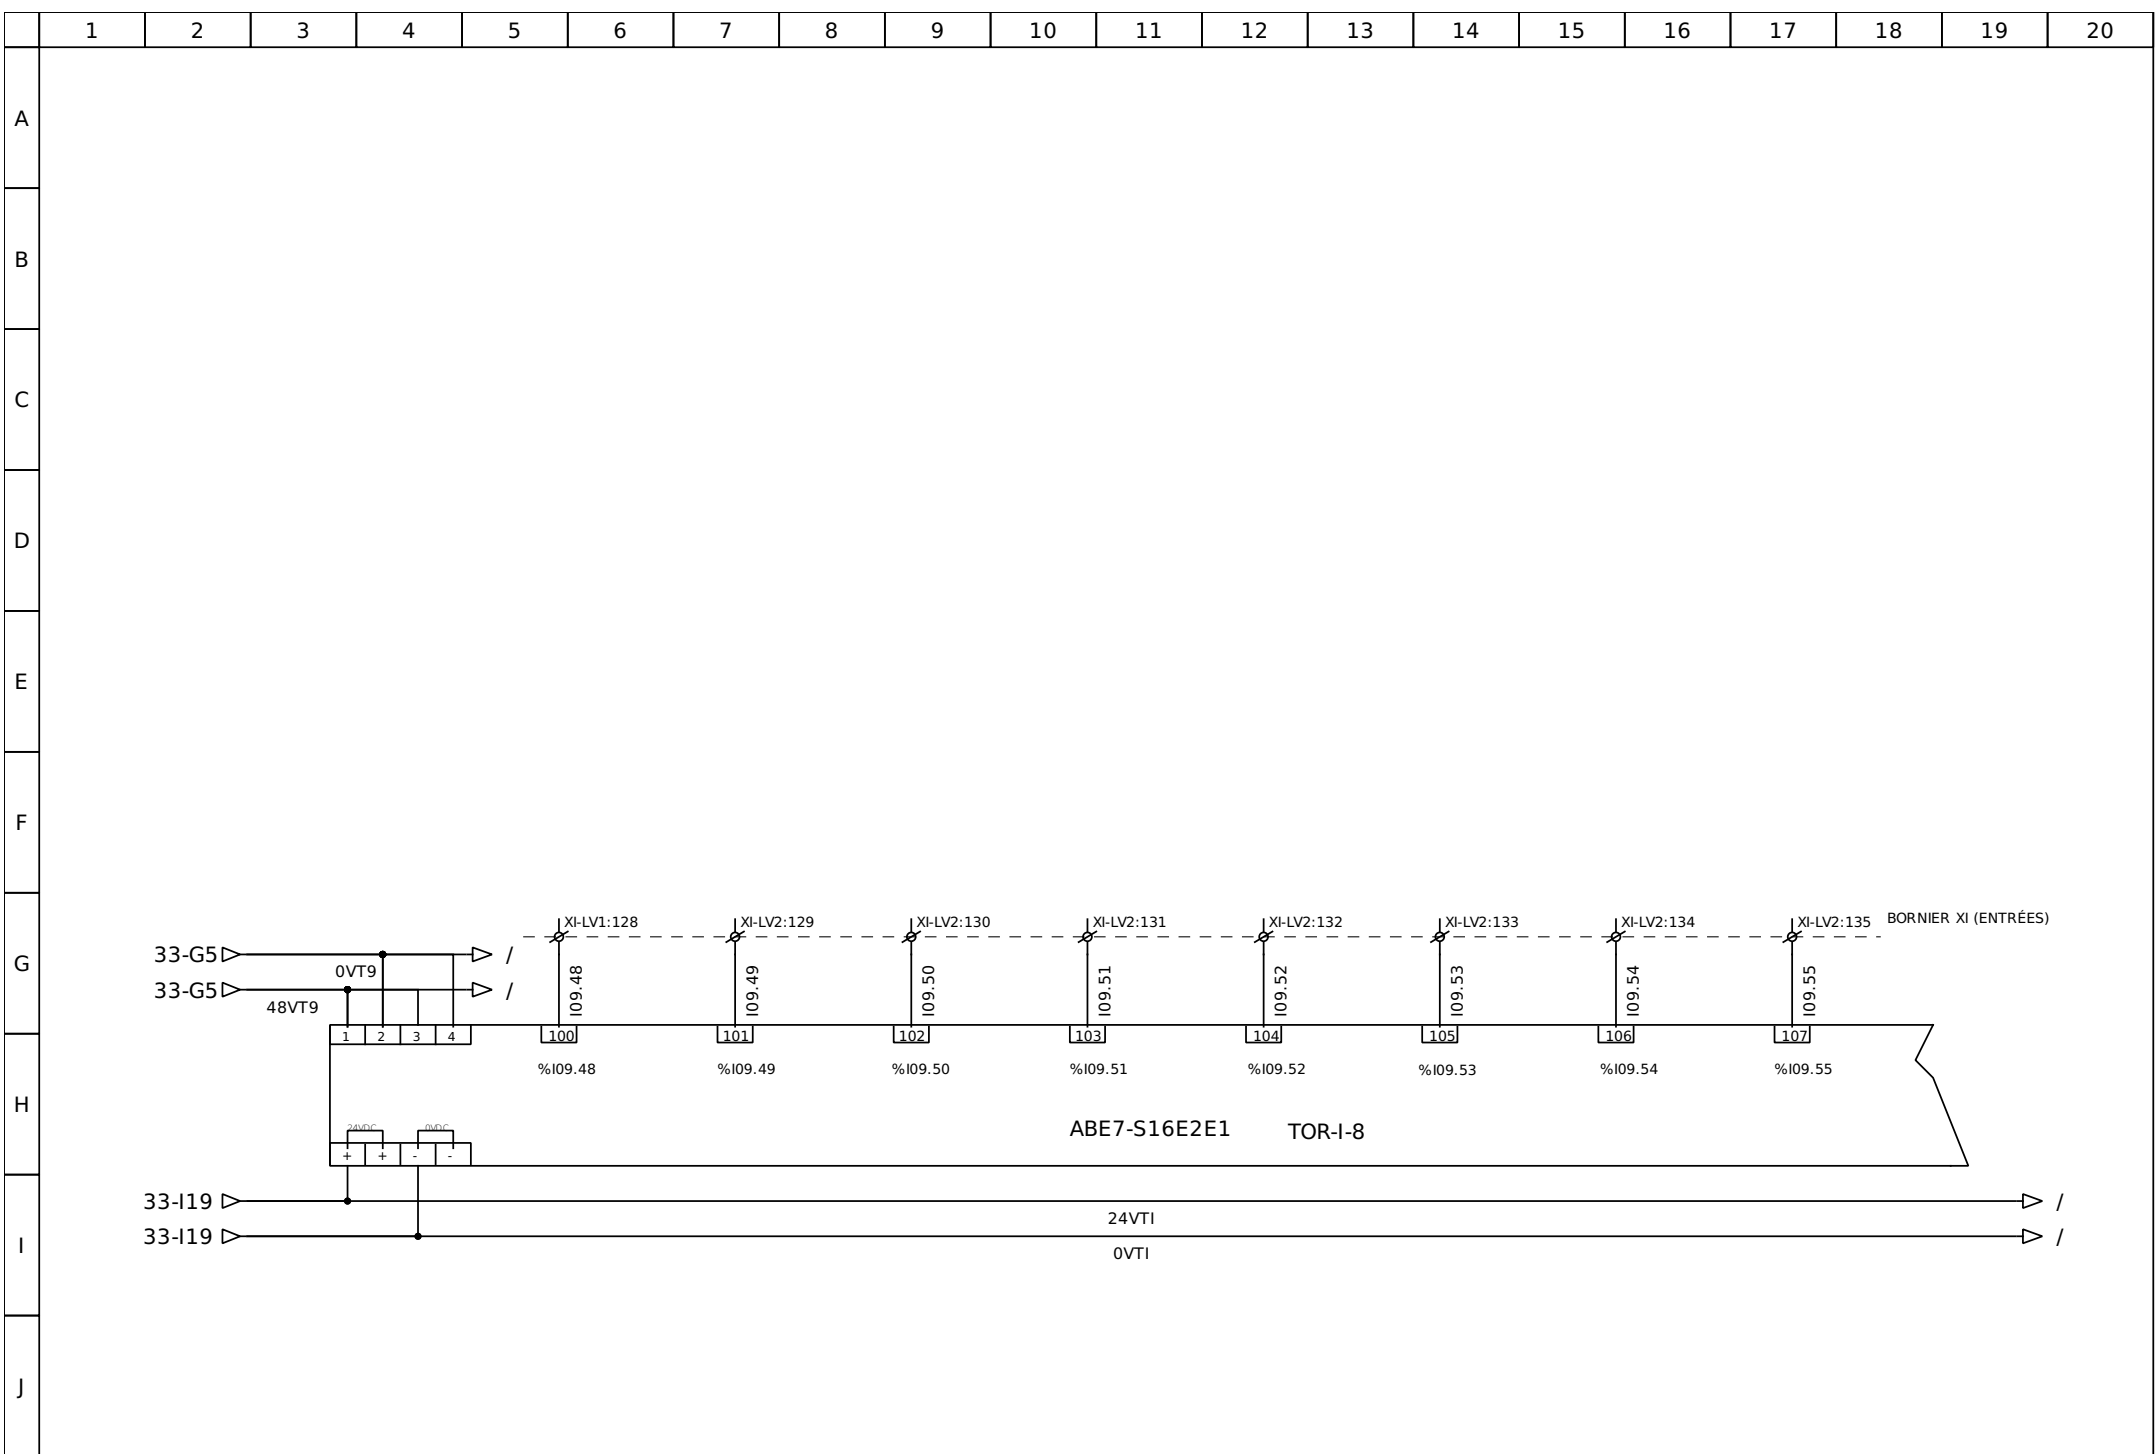 1 2 3 4 5 6 7 8 9 10 11 12 13 14 15 16 17 18 19 20
A
B
C
D
E
F
G
H
I
J
XI-LV1:128 XI-LV2:129 XI-LV2:130 XI-LV2:131 XI-LV2:132 XI-LV2:133 XI-LV2:134 XI-LV2:135 BORNIER XI (ENTRÉES)
33-G5 /
0VT9
33-G5 /
48VT9
I09.48 I09.49 I09.50 I09.51 I09.52 I09.53 I09.54 I09.55
1 2 3 4 100 101 102 103 104 105 106 107
%I09.48 %I09.49 %I09.50 %I09.51 %I09.52 %I09.53 %I09.54 %I09.55
24VDC 0VDC
ABE7-S16E2E1 TOR-I-8
+ + - -
33-I19 /
24VTI
33-I19 /
0VTI